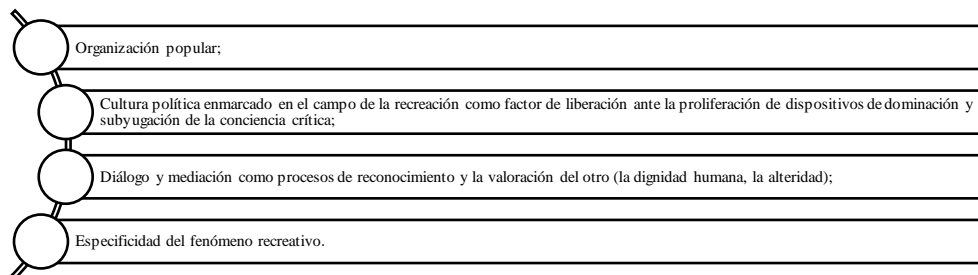 Organización popular;
Cultura política enmarcado en el campo de la recreación como factor de liberación ante la proliferación de dispositivos de dominación y
subyugación de la conciencia crítica;
Diálogo y mediación como procesos de reconocimiento y la valoración del otro (la dignidad humana, la alteridad);
Especificidad del fenómeno recreativo.